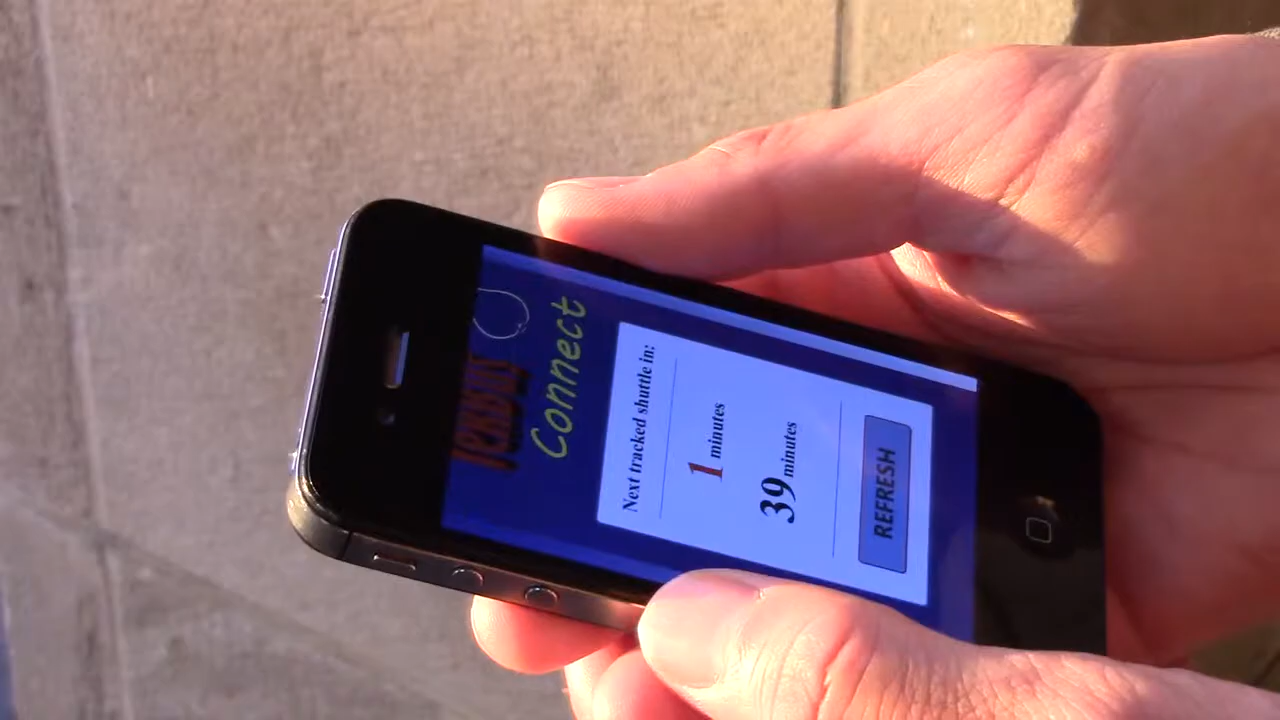 Connect
Next tracked shuttle in:
1 minutes
39 minutes
REFRESH